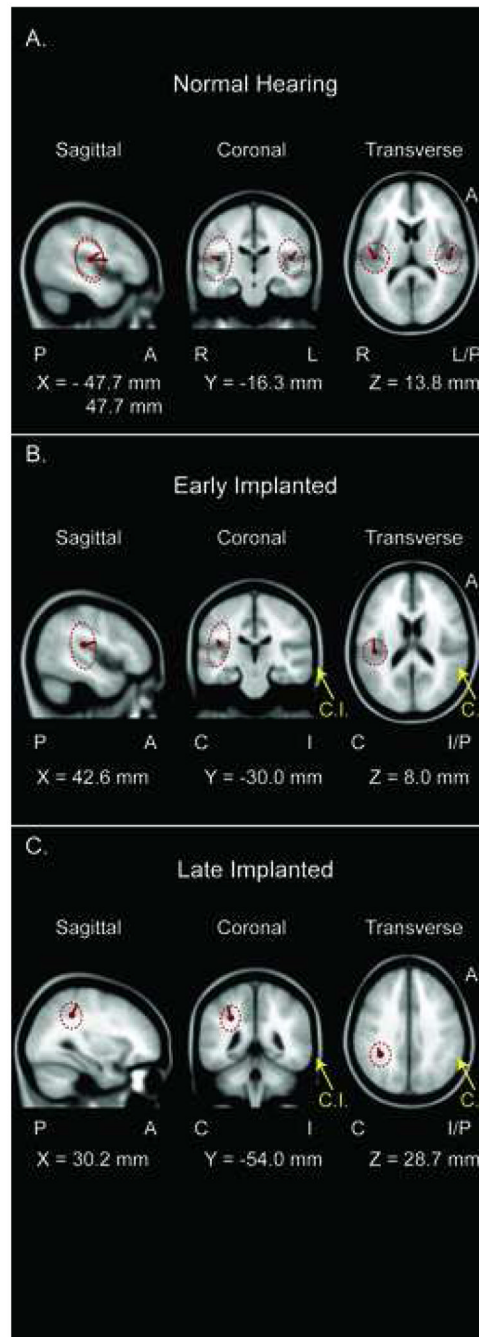 A.
Normal Hearing
Sagittal Coronal Transverse
A
P A R L R L/P
X = - 47.7 mm Y = -16.3 mm Z = 13.8 mm
47.7 mm
B.
Early Implanted
Sagittal Coronal Transverse
A
C.I. C.
P A C I C I/P
X = 42.6 mm Y = -30.0 mm Z = 8.0 mm
C.
Late Implanted
Sagittal Coronal Transverse
A
C.I. C.
P A C I C I/P
X = 30.2 mm Y = -54.0 mm Z = 28.7 mm